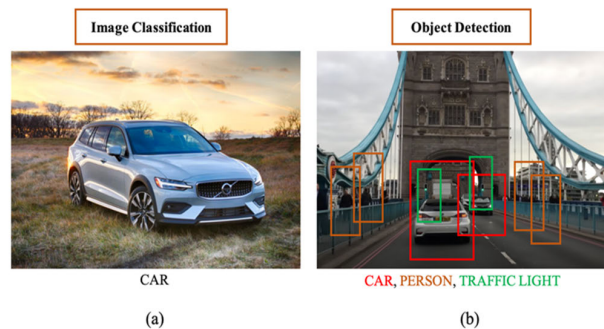 Image Classification
Object Detection
CAR
CAR, PERSON, TRAFFIC LIGHT
(a)
(b)